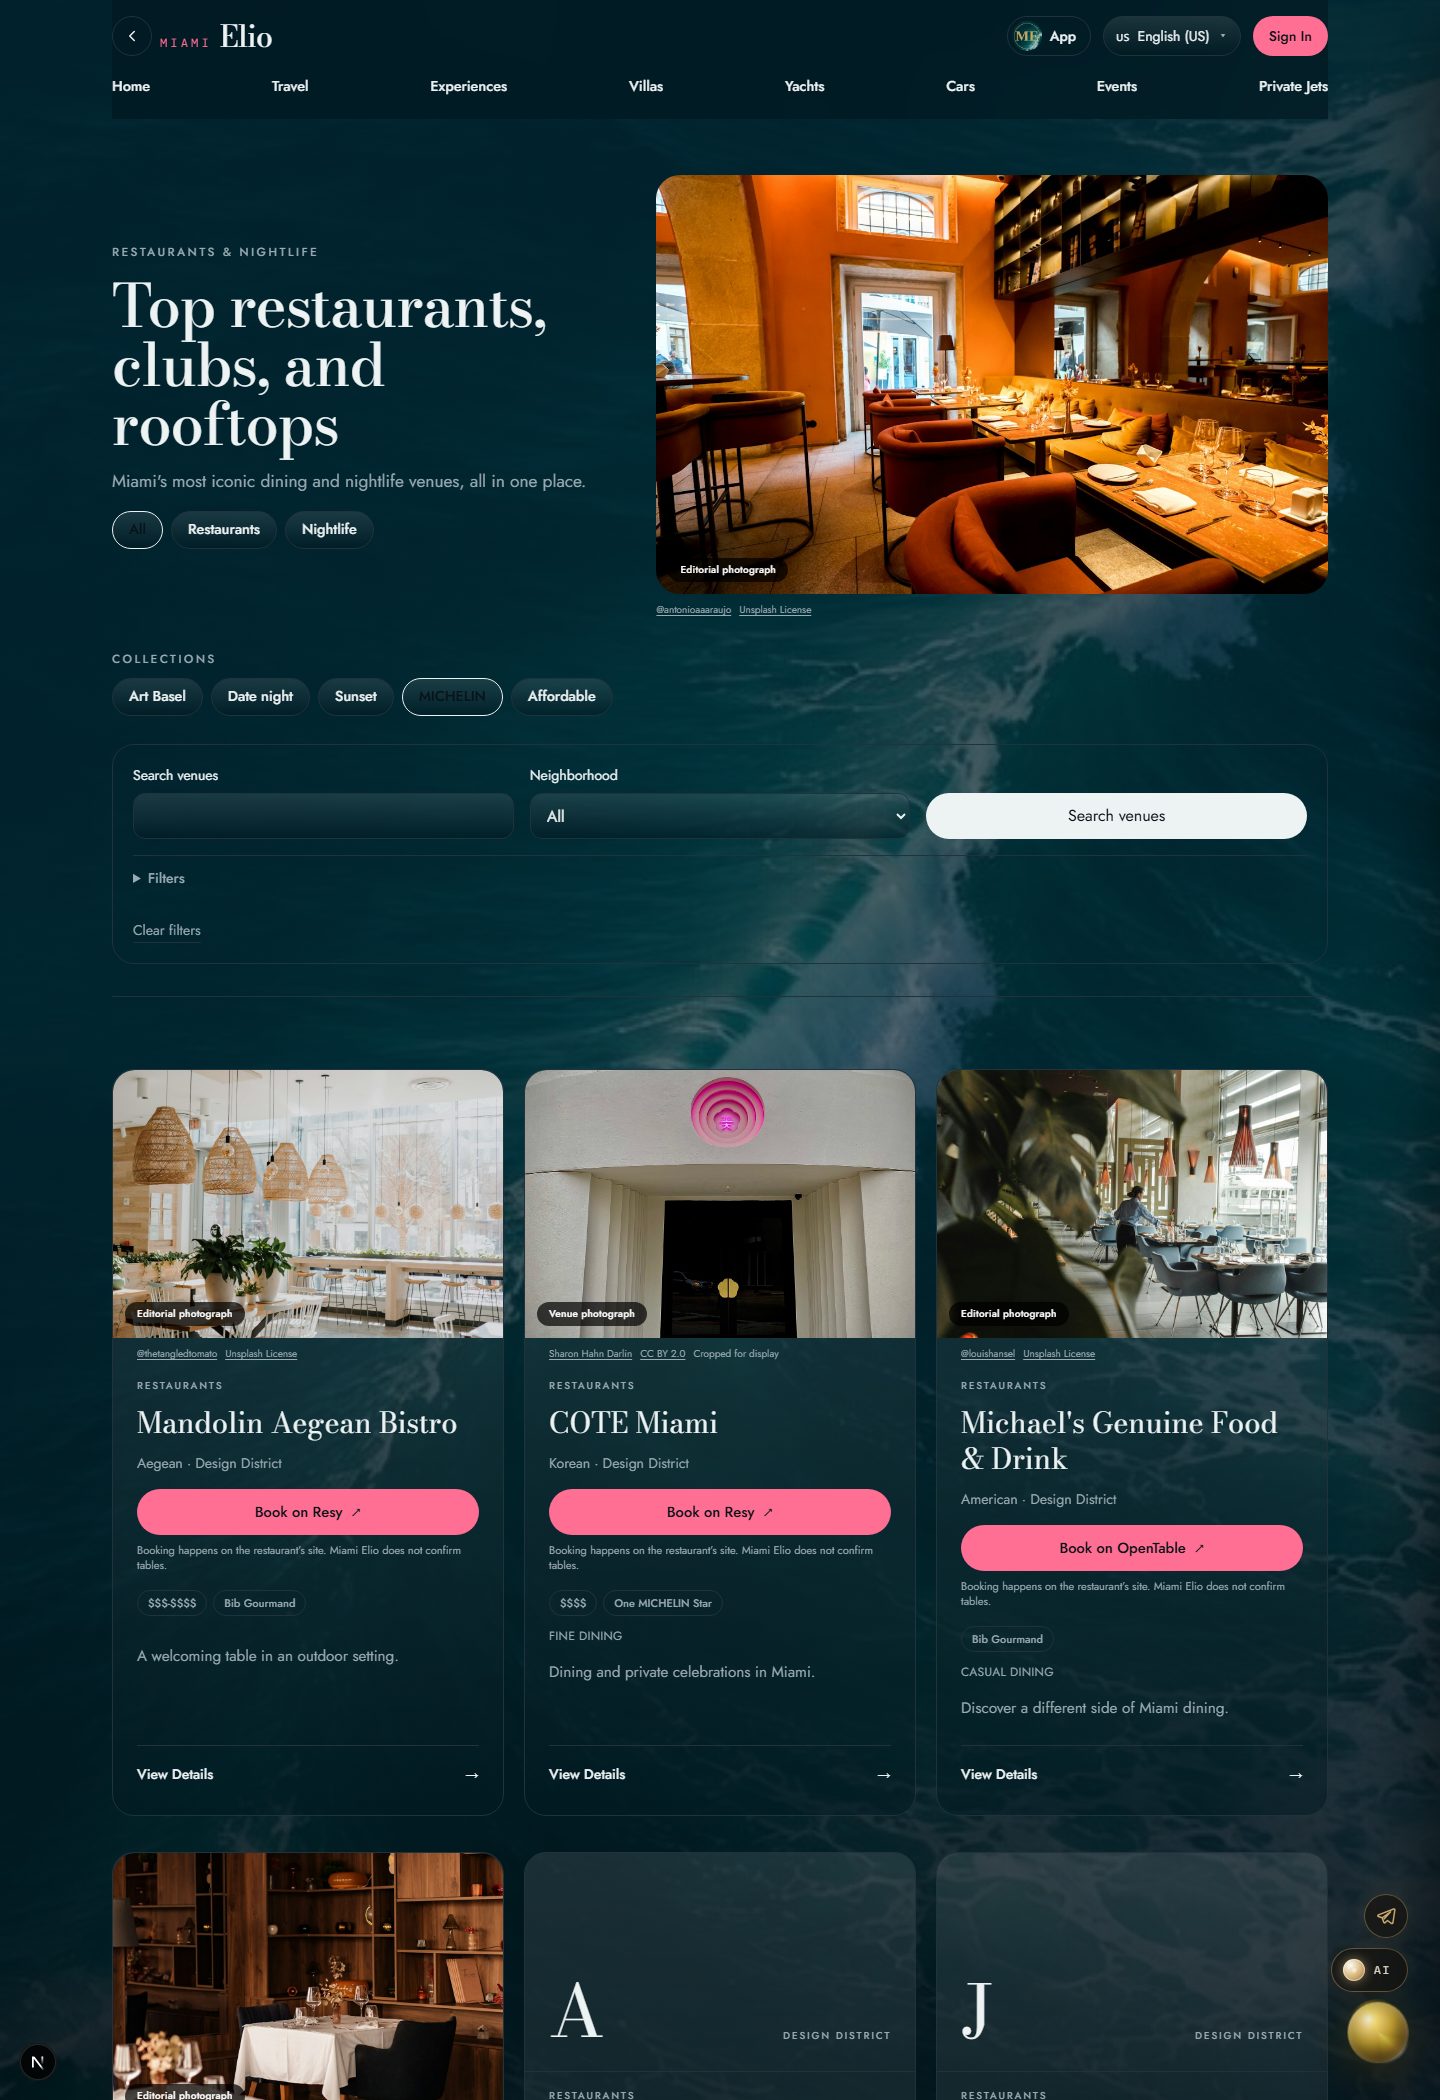 MIAMI Elio
ME App
US English (US)
Sign In
Home Travel Experiences Villas Yachts Cars Events Private Jets
RESTAURANTS & NIGHTLIFE
Top restaurants,
clubs, and
rooftops
Miami's most iconic dining and nightlife venues, all in one place.
All Restaurants Nightlife
Editorial photograph
@antonioaaaraujo Unsplash License
COLLECTIONS
Art Basel Date night Sunset MICHELIN Affordable
Search venues
Neighborhood
All
Search venues
Filters
Clear filters
Editorial photograph
@thetangledtomato Unsplash License
RESTAURANTS
Mandolin Aegean Bistro
Aegean · Design District
Book on Resy ↗
Booking happens on the restaurant's site. Miami Elio does not confirm
tables.
$$$-$$$$ Bib Gourmand
A welcoming table in an outdoor setting.
View Details →
Venue photograph
Sharon Hahn Darlin CC BY 2.0 Cropped for display
RESTAURANTS
COTE Miami
Korean · Design District
Book on Resy ↗
Booking happens on the restaurant's site. Miami Elio does not confirm
tables.
$$$$ One MICHELIN Star
FINE DINING
Dining and private celebrations in Miami.
View Details →
Editorial photograph
@louishansel Unsplash License
RESTAURANTS
Michael's Genuine Food
& Drink
American · Design District
Book on OpenTable ↗
Booking happens on the restaurant's site. Miami Elio does not confirm
tables.
Bib Gourmand
CASUAL DINING
Discover a different side of Miami dining.
View Details →
Editorial photograph
A
DESIGN DISTRICT
RESTAURANTS
J
DESIGN DISTRICT
RESTAURANTS
AI
N